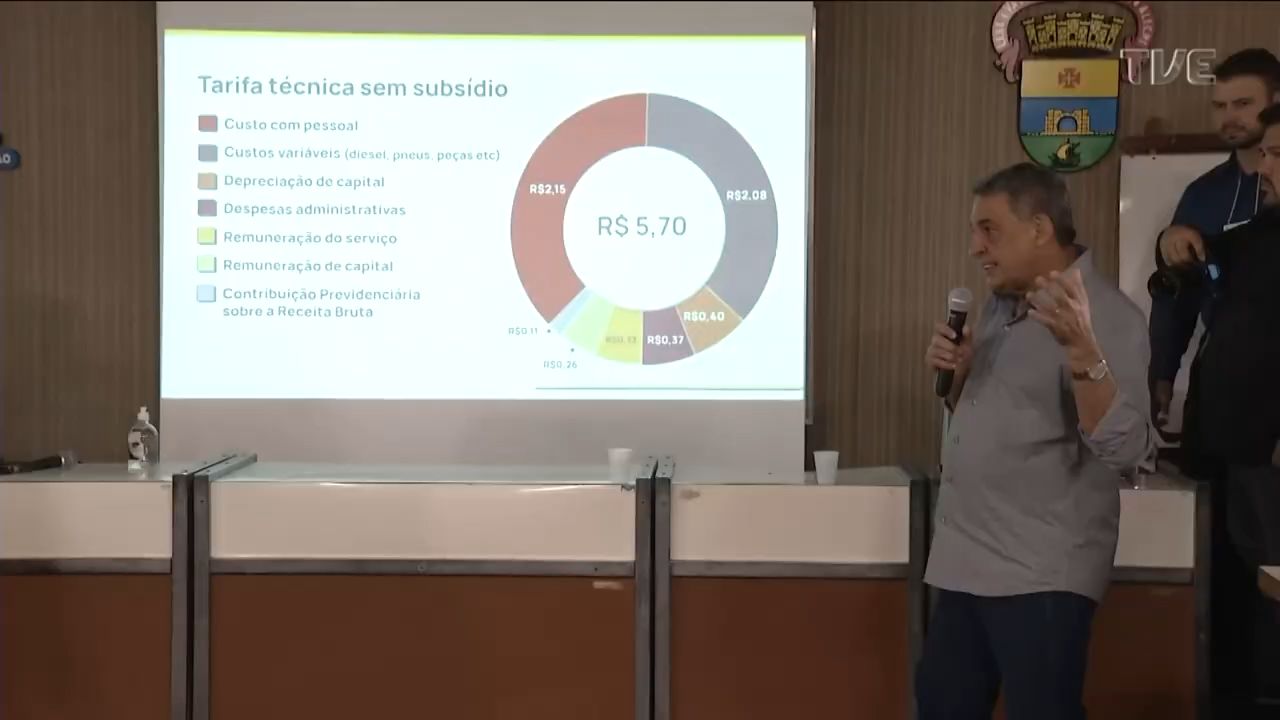 TVE
Tarifa técnica sem subsídio
Custo com pessoal
Custos variáveis (diesel, pneus, peças etc)
Depreciação de capital
Despesas administrativas
Remuneração do serviço
Remuneração de capital
Contribuição Previdenciária
sobre a Receita Bruta
R$2,15
R$2,08
R$ 5,70
R$0,40
R$0,37
R$0,11
R$0,26